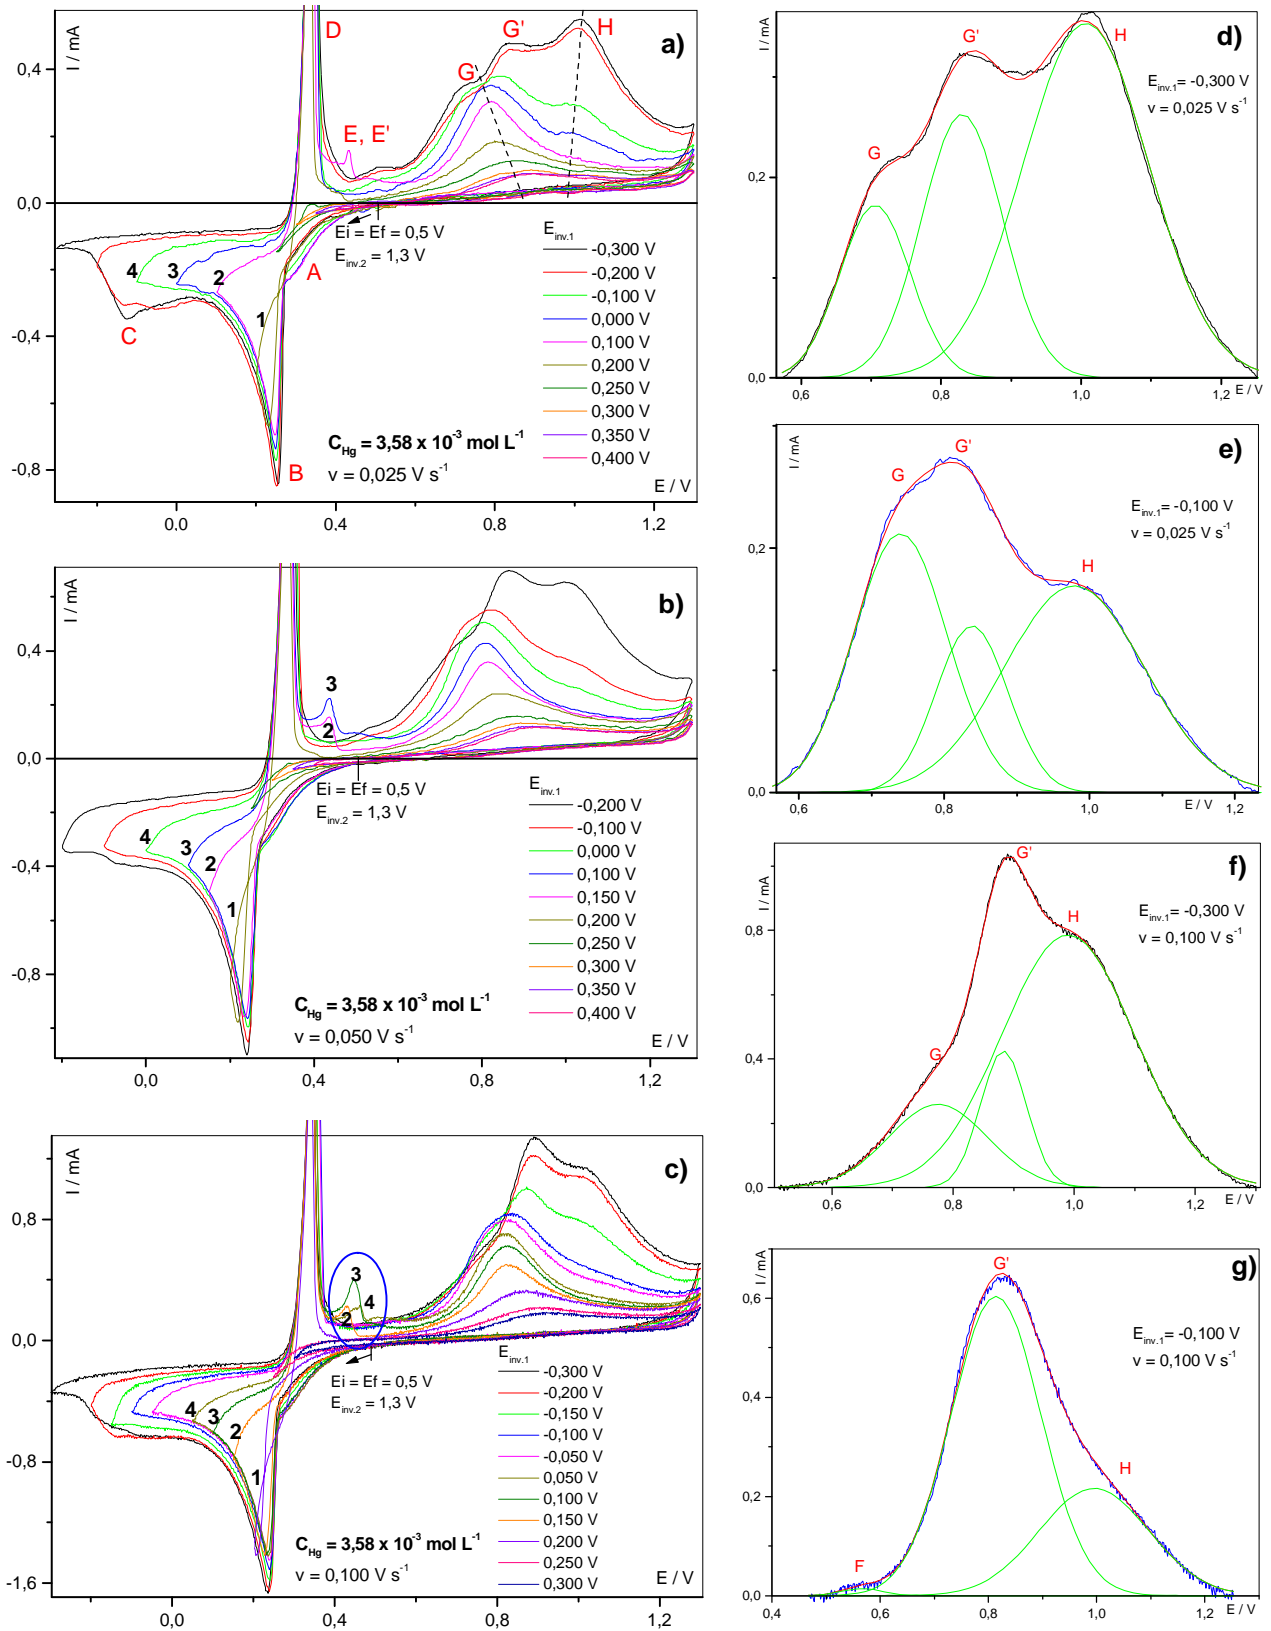 a)
I / mA
D
G'
H
G
E, E'
0,4
0,0
-0,4
-0,8
Ei = Ef = 0,5 V
E inv.2 = 1,3 V
A
B
C
1
2
3
4
E inv.1
-0,300 V
-0,200 V
-0,100 V
0,000 V
0,100 V
0,200 V
0,250 V
0,300 V
0,350 V
0,400 V
C Hg = 3,58 x 10-3 mol L-1
v = 0,025 V s-1
E / V
0,0 0,4 0,8 1,2
b)
I / mA
0,4
0,0
-0,4
-0,8
3
2
Ei = Ef = 0,5 V
E inv.2 = 1,3 V
4
3
2
1
E inv.1
-0,200 V
-0,100 V
0,000 V
0,100 V
0,150 V
0,200 V
0,250 V
0,300 V
0,350 V
0,400 V
C Hg = 3,58 x 10-3 mol L-1
v = 0,050 V s-1
E / V
0,0 0,4 0,8 1,2
c)
I / mA
0,8
0,0
-0,8
-1,6
3
4
2
Ei = Ef = 0,5 V
E inv.2 = 1,3 V
4
3
2
1
E inv.1
-0,300 V
-0,200 V
-0,150 V
-0,100 V
-0,050 V
0,050 V
0,100 V
0,150 V
0,200 V
0,250 V
0,300 V
C Hg = 3,58 x 10-3 mol L-1
v = 0,100 V s-1
E / V
0,0 0,4 0,8 1,2
d)
I / mA
G
G'
H
E inv.1 = -0,300 V
v = 0,025 V s-1
0,2
0,0
0,6 0,8 1,0 1,2 E / V
e)
I / mA
G
G'
H
E inv.1 = -0,100 V
v = 0,025 V s-1
0,2
0,0
0,6 0,8 1,0 1,2
E / V
f)
I / mA
G'
H
G
E inv.1 = -0,300 V
v = 0,100 V s-1
0,8
0,4
0,0
0,6 0,8 1,0 1,2
E / V
g)
I / mA
G'
H
F
E inv.1 = -0,100 V
v = 0,100 V s-1
0,6
0,4
0,2
0,0
0,4 0,6 0,8 1,0 1,2
E / V